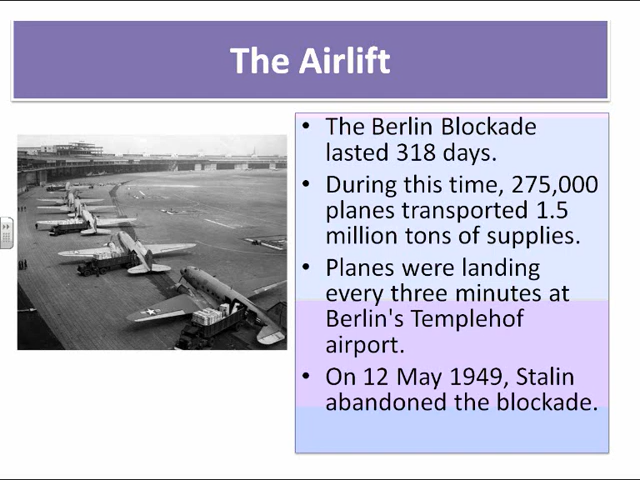 The Airlift
• The Berlin Blockade
lasted 318 days.
• During this time, 275,000
planes transported 1.5
million tons of supplies.
• Planes were landing
every three minutes at
Berlin's Templehof
airport.
• On 12 May 1949, Stalin
abandoned the blockade.